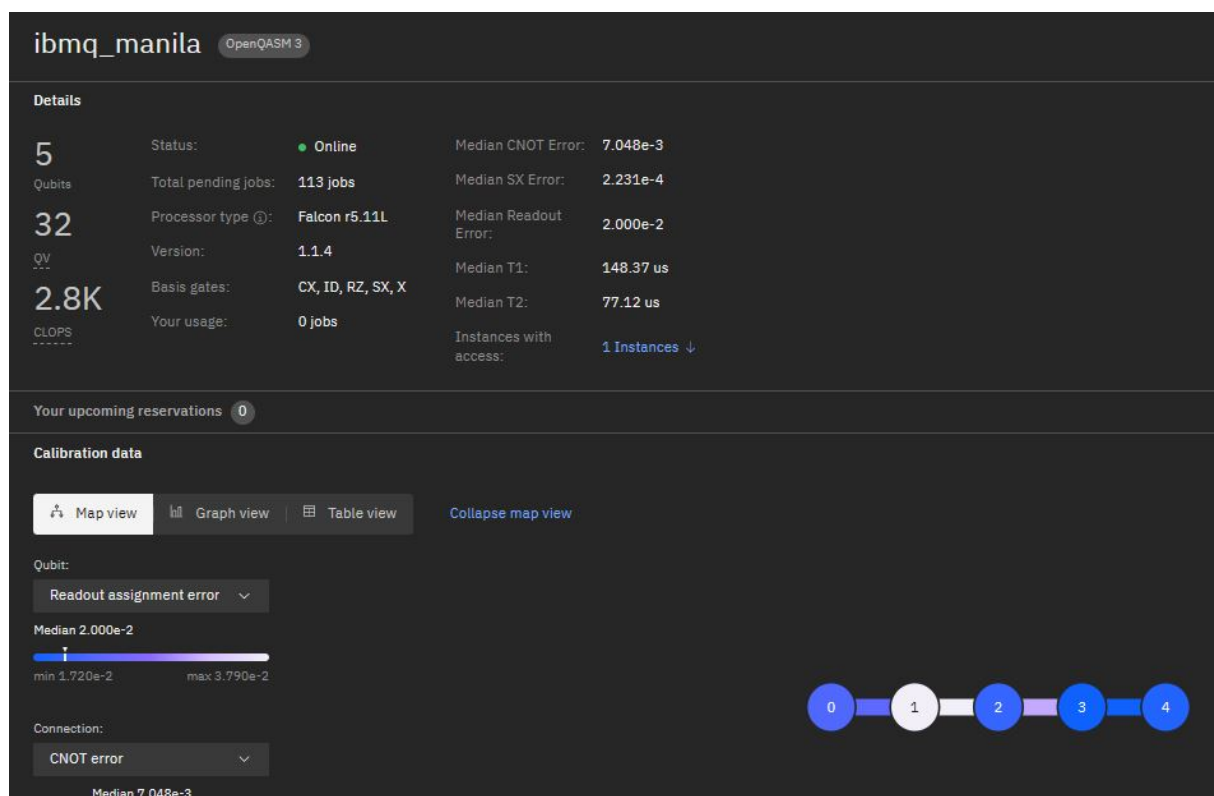 ibmq_manila OpenQASM 3
Details
5
Qubits
32
QV
2.8K
CLOPS
Status: Online
Total pending jobs: 113 jobs
Processor type ⓘ: Falcon r5.11L
Version: 1.1.4
Basis gates: CX, ID, RZ, SX, X
Your usage: 0 jobs
Median CNOT Error: 7.048e-3
Median SX Error: 2.231e-4
Median Readout
Error: 2.000e-2
Median T1: 148.37 us
Median T2: 77.12 us
Instances with
access: 1 Instances ↓
Your upcoming reservations 0
Calibration data
Map view Graph view Table view Collapse map view
Qubit:
Readout assignment error
Median 2.000e-2
min 1.720e-2 max 3.790e-2
0 1 2 3 4
Connection:
CNOT error
Median 7.048e-3